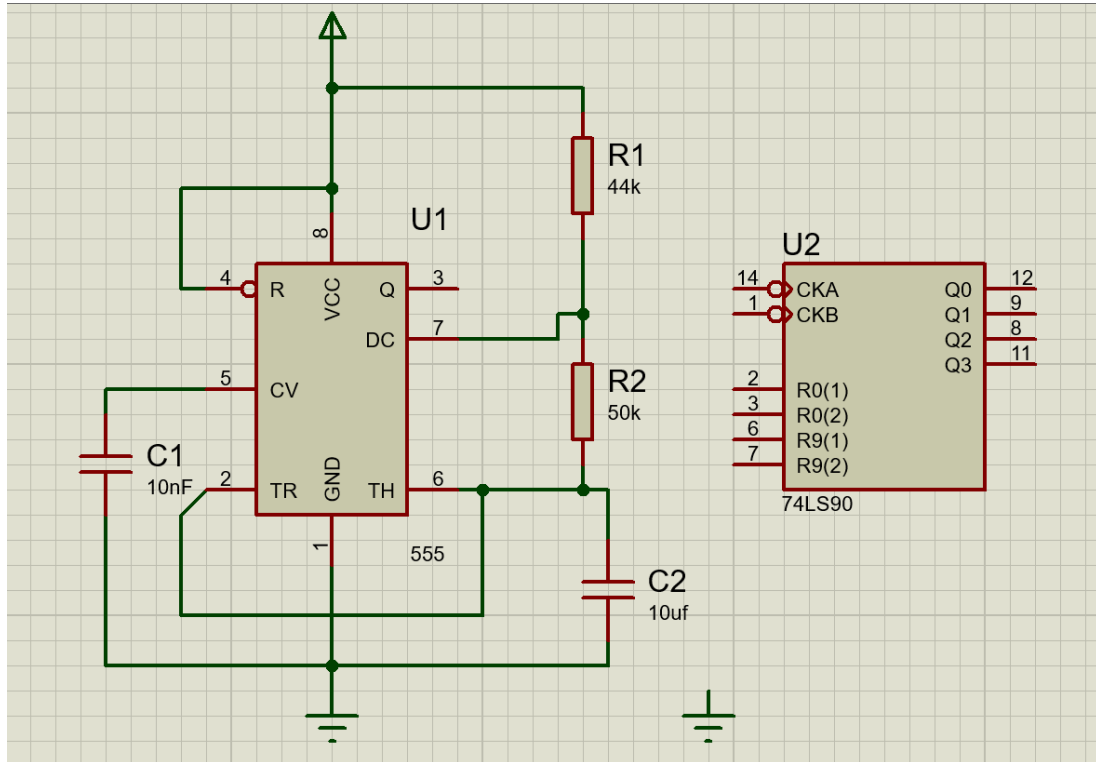 R1
44k
U1
8
4
R
VCC
Q
3
DC
7
5
CV
R2
50k
C1
10nF
2
TR
GND
TH
6
1
555
C2
10uf
U2
14
CKA
Q0
12
1
CKB
Q1
9
Q2
8
Q3
11
2
R0(1)
3
R0(2)
6
R9(1)
7
R9(2)
74LS90